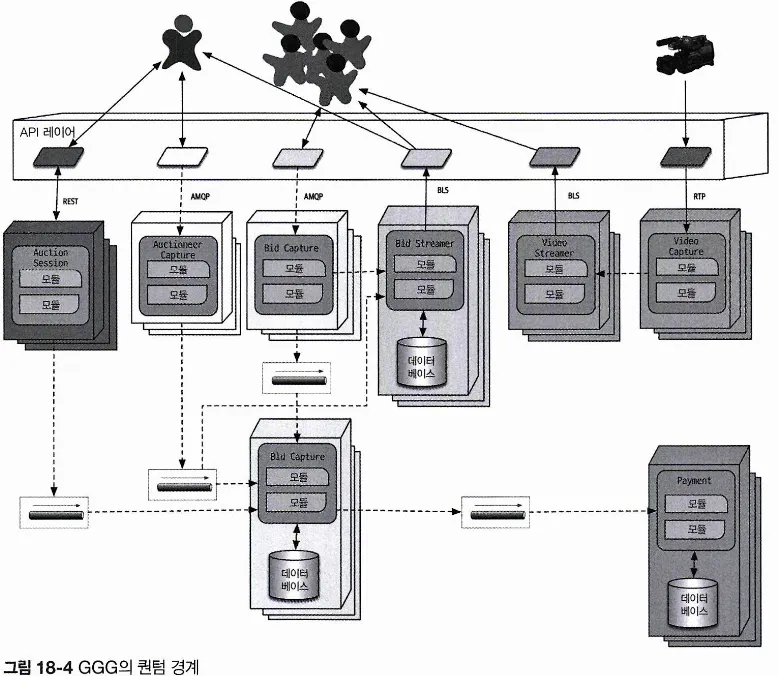 API 레이어
REST
AMQP
AMQP
BLS
BLS
RTP
Auction
Session
모듈
모듈
Auctioneer
Capture
모듈
모듈
Bid Capture
모듈
모듈
Bid Streamer
모듈
모듈
데이터
베이스
Video
Streamer
모듈
모듈
Video
Capture
모듈
모듈
Bid Capture
모듈
모듈
데이터
베이스
Payment
모듈
모듈
데이터
베이스
그림 18-4 GGG의 퀀텀 경계